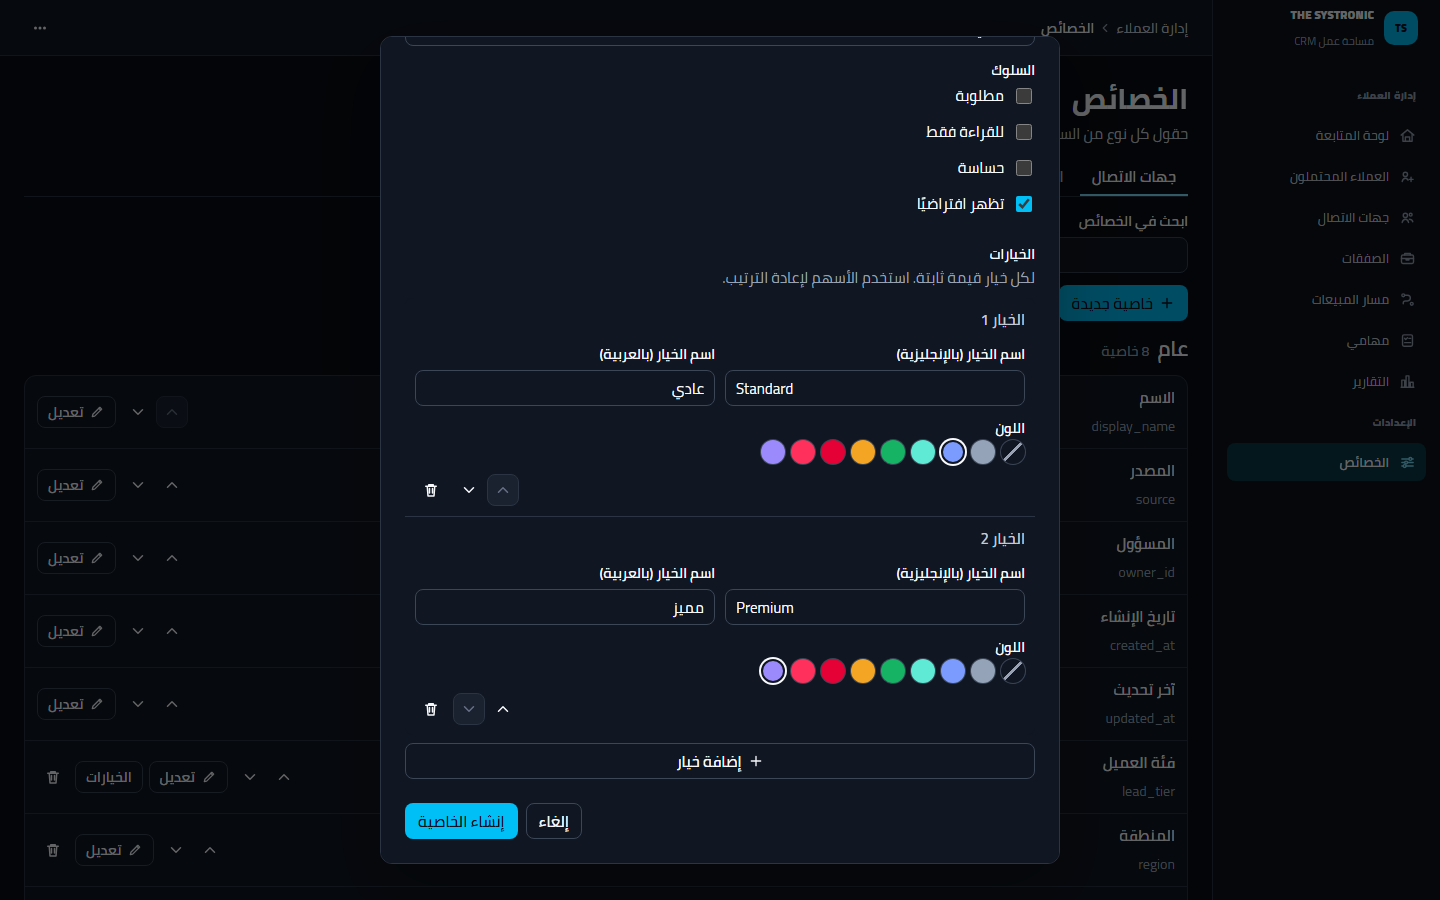 THE SYSTRONIC
مساحة عمل CRM
TS
إدارة العملاء
لوحة المتابعة
العملاء المحتملون
جهات الاتصال
الصفقات
مسار المبيعات
مهامي
التقارير
الإعدادات
الخصائص
إدارة العملاء
الخصائص
الخصائص
حقول كل نوع من
جهات الاتصال
ابحث في الخصائص
خاصية جديدة
عام 8 خاصية
الاسم
display_name
تعديل
المصدر
source
تعديل
المسؤول
owner_id
تعديل
تاريخ الإنشاء
created_at
تعديل
آخر تحديث
updated_at
تعديل
فئة العميل
lead_tier
تعديل
الخيارات
المنطقة
region
تعديل
السلوك
مطلوبة
للقراءة فقط
حساسة
تظهر افتراضيًا
الخيارات
لكل خيار قيمة ثابتة. استخدم الأسهم لإعادة الترتيب.
الخيار 1
اسم الخيار (بالإنجليزية)
اسم الخيار (بالعربية)
Standard
عادي
اللون
الخيار 2
اسم الخيار (بالإنجليزية)
اسم الخيار (بالعربية)
Premium
مميز
اللون
إضافة خيار
إلغاء
إنشاء الخاصية